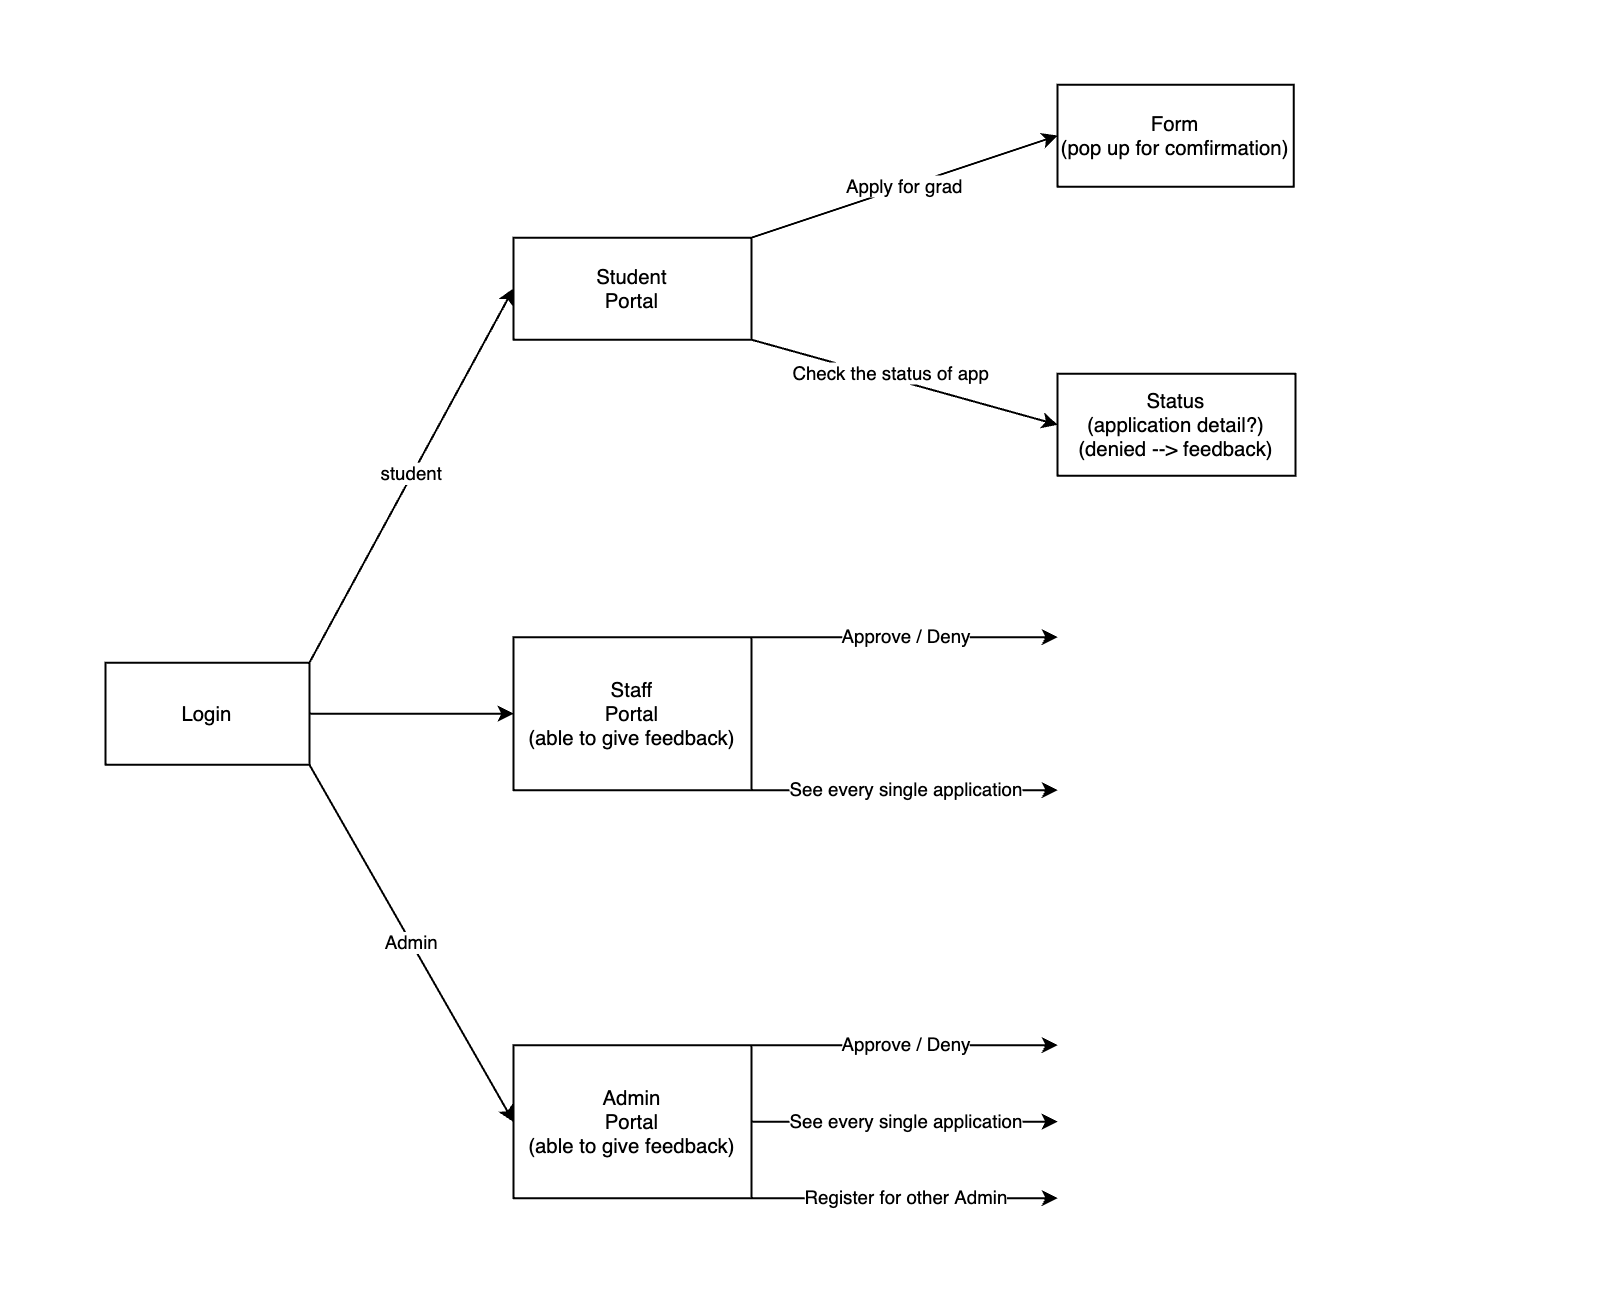 Form
(pop up for comfirmation)
Apply for grad
Student
Portal
Check the status of app
Status
(application detail?)
(denied --> feedback)
student
Login
Staff
Portal
(able to give feedback)
Approve / Deny
See every single application
Admin
Admin
Portal
(able to give feedback)
Approve / Deny
See every single application
Register for other Admin